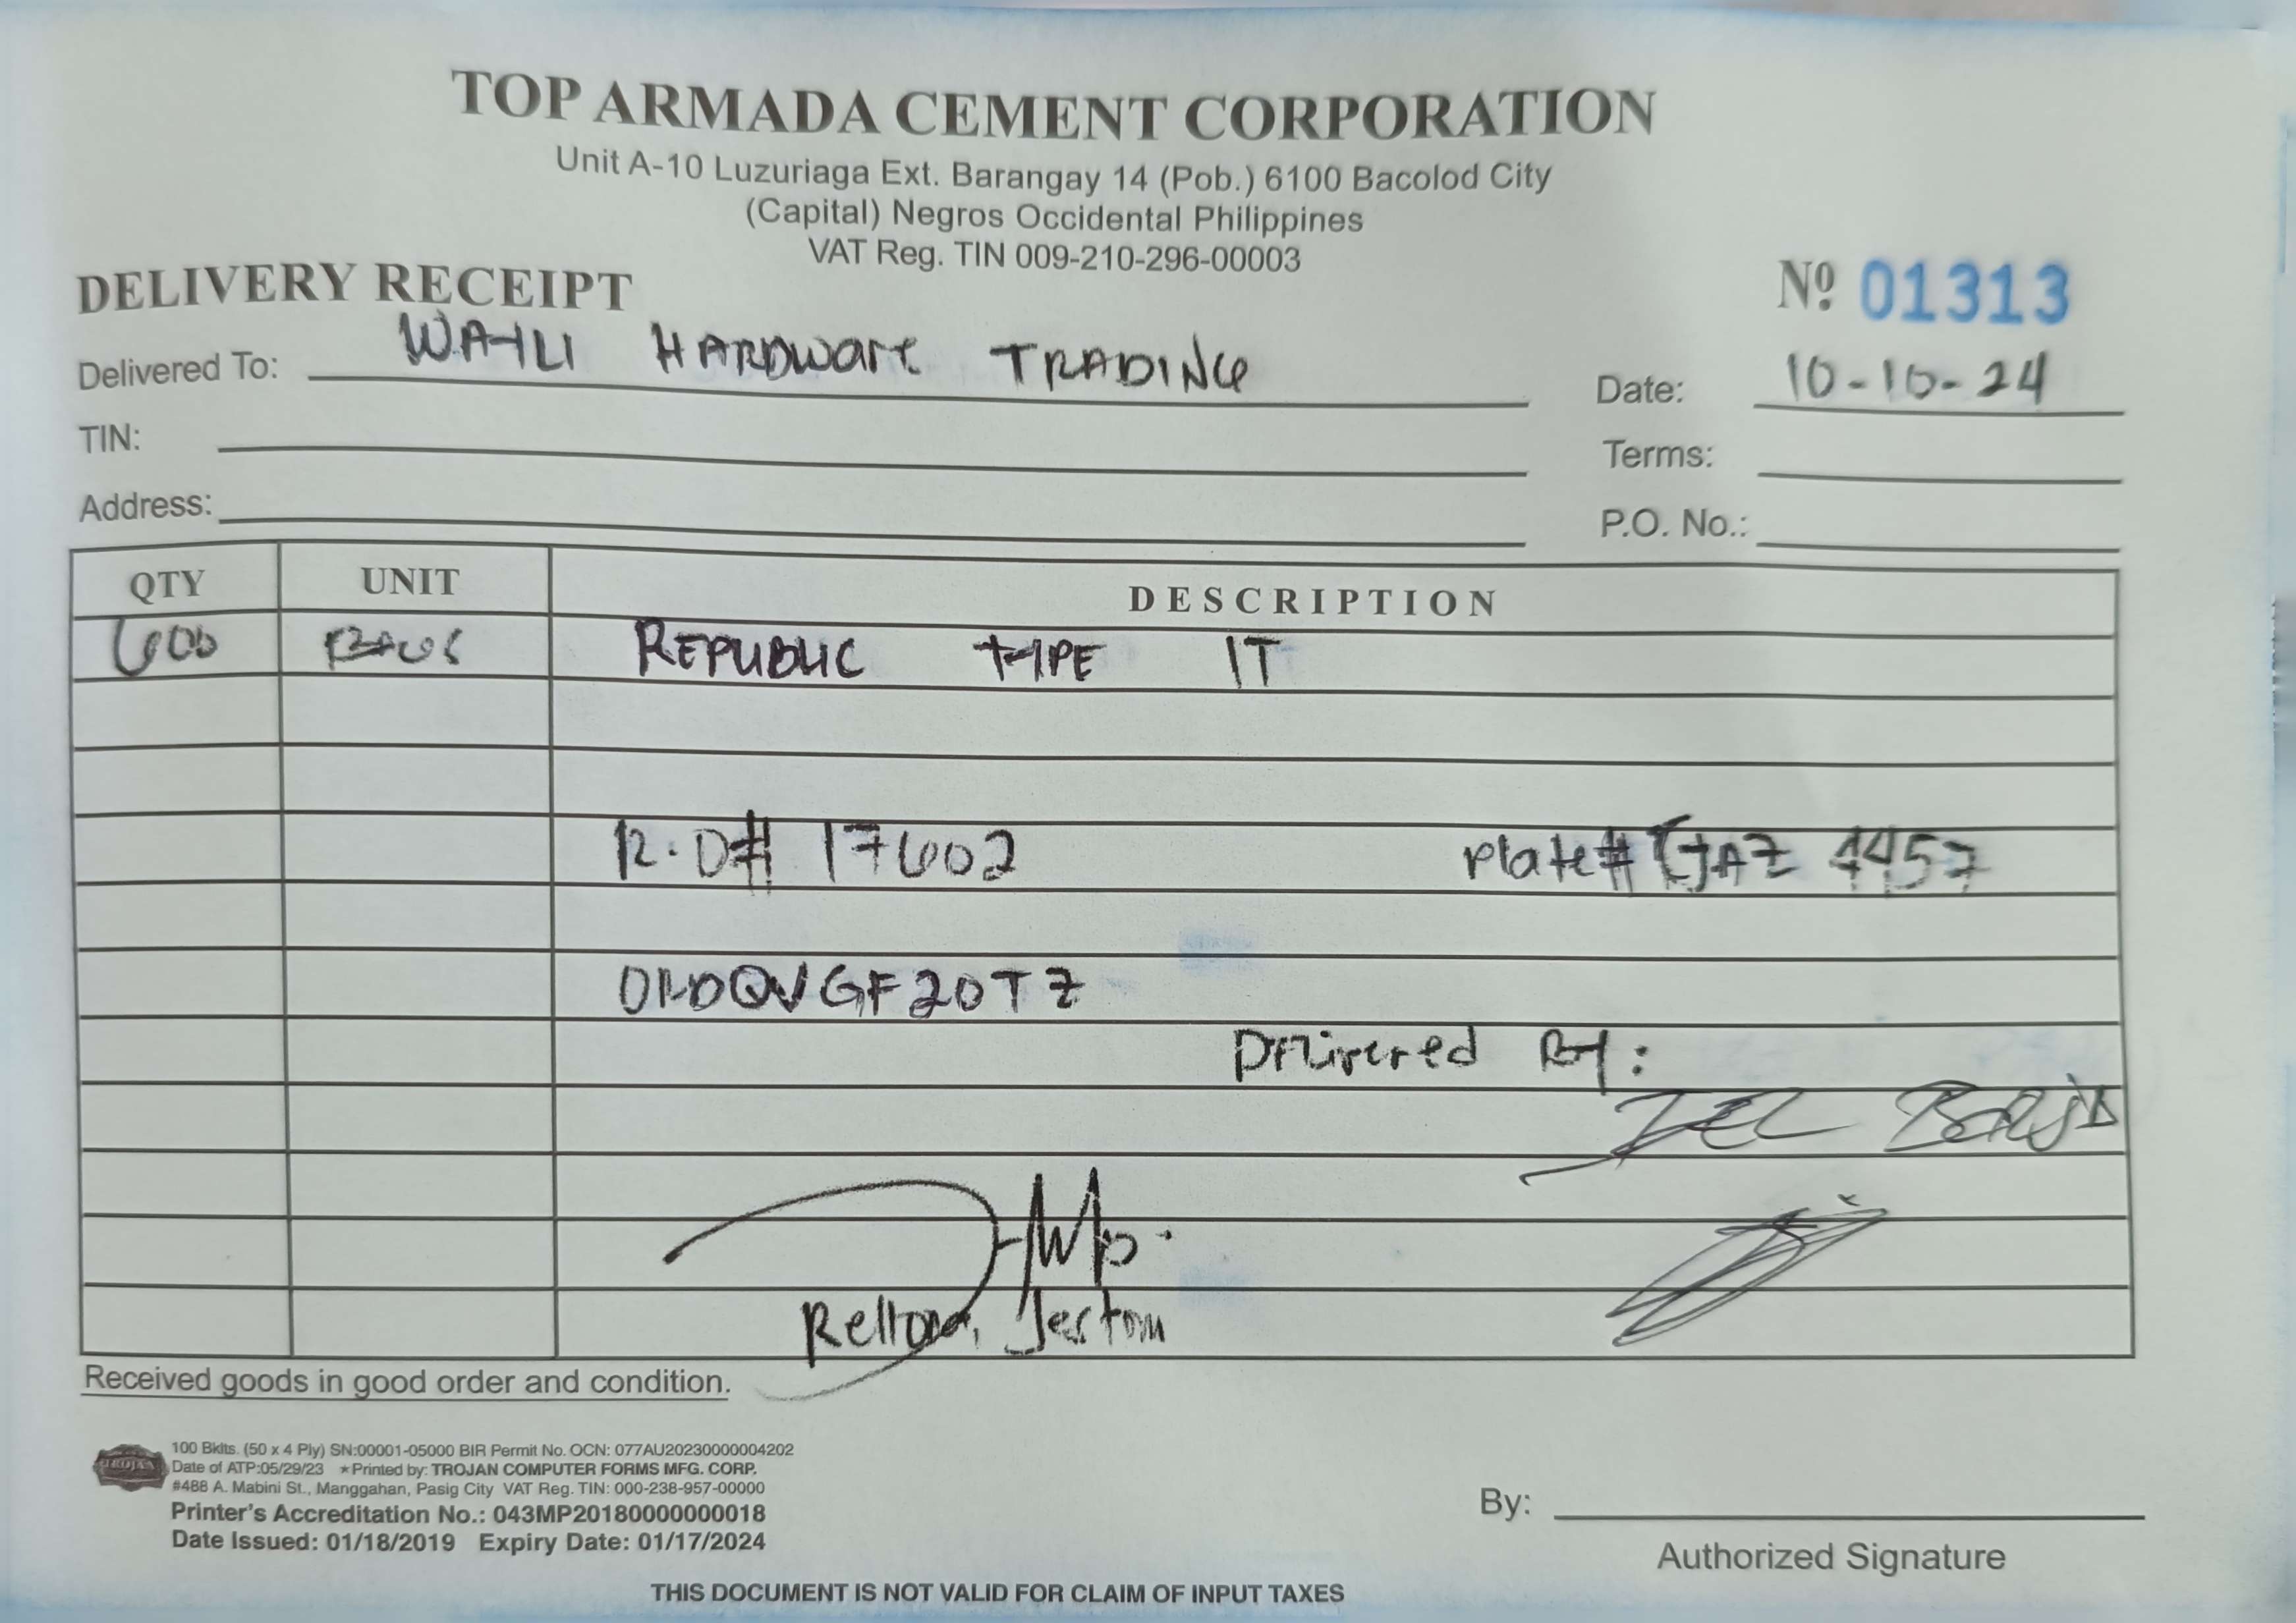 TOP ARMADA CEMENT CORPORATION
Unit A-10 Luzuriaga Ext. Barangay 14 (Pob.) 6100 Bacolod City
(Capital) Negros Occidental Philippines
VAT Reg. TIN 009-210-296-00003
DELIVERY RECEIPT
Nº 01313
Delivered To: WAHLI HARDWARE TRADING
Date: 10-10-24
TIN:
Terms:
Address:
P.O. No.:
QTY UNIT DESCRIPTION
600 BAGS REPUBLIC TYPE IT
R.D# 17602 Plate# 4457
GF20TZ
Delivered By:
JEL
Jestom
Received goods in good order and condition.
100 Bklts. (50 x 4 Ply) SN:00001-05000 BIR Permit No. OCN: 077AU20230000004202
Date of ATP:05/29/23 ★Printed by: TROJAN COMPUTER FORMS MFG. CORP.
#488 A. Mabini St., Manggahan, Pasig City VAT Reg. TIN: 000-238-957-00000
Printer's Accreditation No.: 043MP20180000000018
Date Issued: 01/18/2019 Expiry Date: 01/17/2024
TROJAN
By:
Authorized Signature
THIS DOCUMENT IS NOT VALID FOR CLAIM OF INPUT TAXES